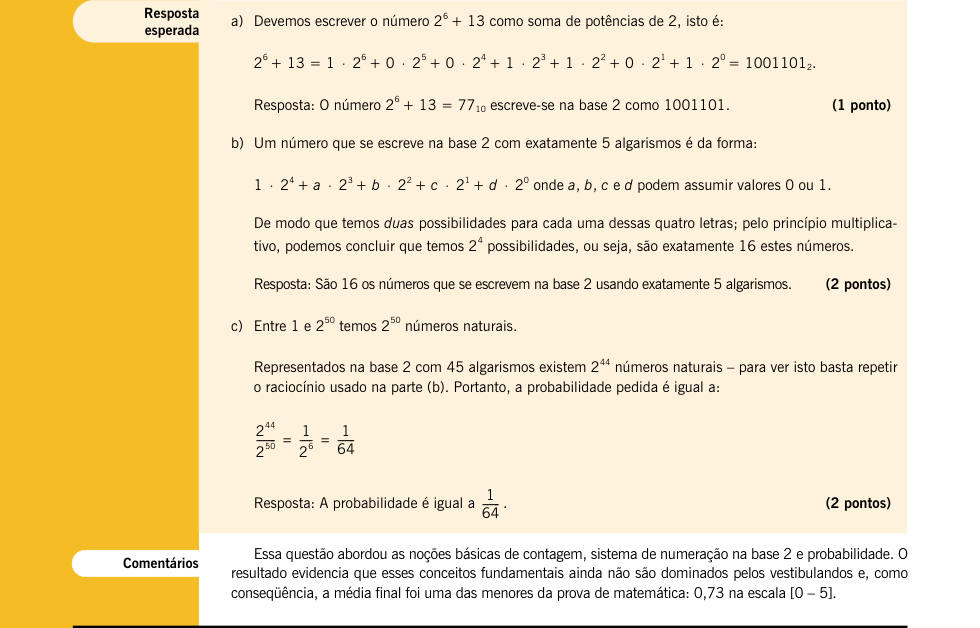 Resposta
esperada
a) Devemos escrever o número 2⁶ + 13 como soma de potências de 2, isto é:
2⁶ + 13 = 1 · 2⁶ + 0 · 2⁵ + 0 · 2⁴ + 1 · 2³ + 1 · 2² + 0 · 2¹ + 1 · 2⁰ = 1001101₂.
Resposta: O número 2⁶ + 13 = 77₁₀ escreve-se na base 2 como 1001101. (1 ponto)
b) Um número que se escreve na base 2 com exatamente 5 algarismos é da forma:
1 · 2⁴ + a · 2³ + b · 2² + c · 2¹ + d · 2⁰ onde a, b, c e d podem assumir valores 0 ou 1.
De modo que temos duas possibilidades para cada uma dessas quatro letras; pelo princípio multiplica-
tivo, podemos concluir que temos 2⁴ possibilidades, ou seja, são exatamente 16 estes números.
Resposta: São 16 os números que se escrevem na base 2 usando exatamente 5 algarismos. (2 pontos)
c) Entre 1 e 2⁵⁰ temos 2⁵⁰ números naturais.
Representados na base 2 com 45 algarismos existem 2⁴⁴ números naturais – para ver isto basta repetir
o raciocínio usado na parte (b). Portanto, a probabilidade pedida é igual a:
2⁴⁴/2⁵⁰ = 1/2⁶ = 1/64
Resposta: A probabilidade é igual a 1/64. (2 pontos)
Comentários
Essa questão abordou as noções básicas de contagem, sistema de numeração na base 2 e probabilidade. O
resultado evidencia que esses conceitos fundamentais ainda não são dominados pelos vestibulandos e, como
conseqüência, a média final foi uma das menores da prova de matemática: 0,73 na escala [0 – 5].